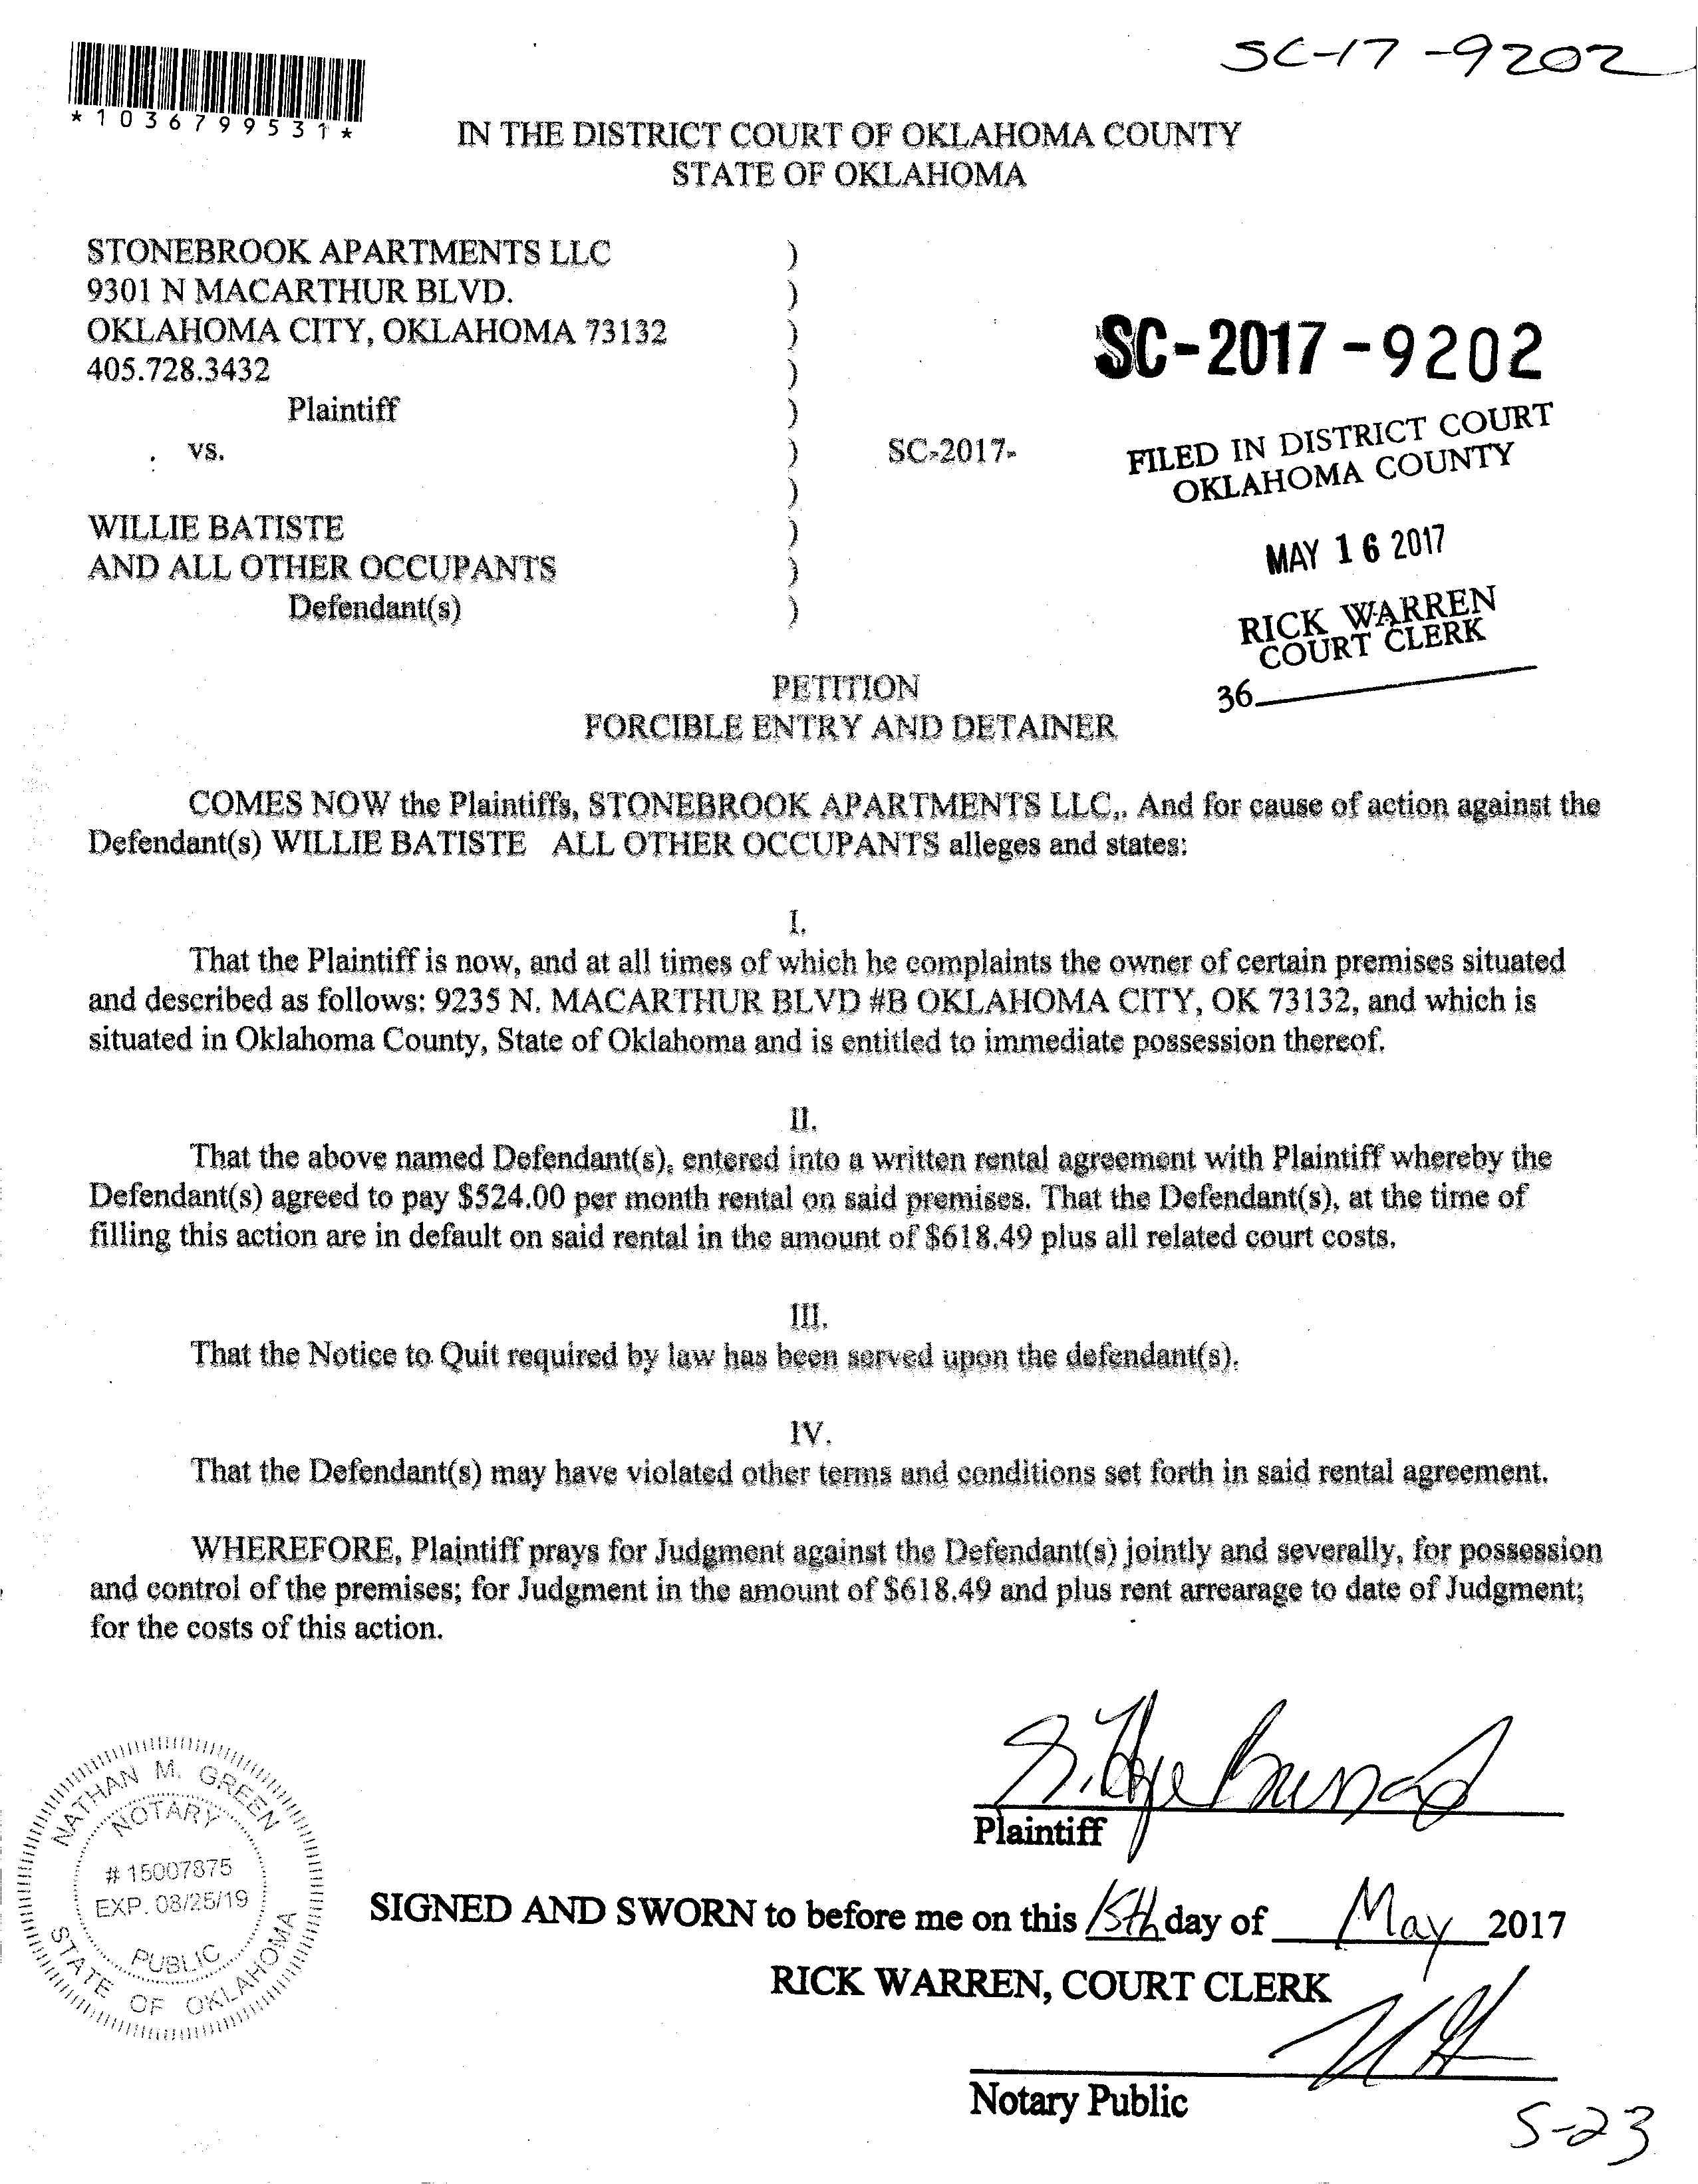 SC-17-9202
*1036799531*
IN THE DISTRICT COURT OF OKLAHOMA COUNTY
STATE OF OKLAHOMA
STONEBROOK APARTMENTS LLC )
9301 N MACARTHUR BLVD. )
OKLAHOMA CITY, OKLAHOMA 73132 )
405.728.3432 )
Plaintiff )
vs. ) SC-2017-
)
WILLIE BATISTE )
AND ALL OTHER OCCUPANTS )
Defendant(s) )
SC-2017-9202
FILED IN DISTRICT COURT
OKLAHOMA COUNTY
MAY 16 2017
RICK WARREN
COURT CLERK
36
PETITION
FORCIBLE ENTRY AND DETAINER
COMES NOW the Plaintiffs, STONEBROOK APARTMENTS LLC,. And for cause of action against the
Defendant(s) WILLIE BATISTE ALL OTHER OCCUPANTS alleges and states:
I.
That the Plaintiff is now, and at all times of which he complaints the owner of certain premises situated
and described as follows: 9235 N. MACARTHUR BLVD #B OKLAHOMA CITY, OK 73132, and which is
situated in Oklahoma County, State of Oklahoma and is entitled to immediate possession thereof.
II.
That the above named Defendant(s), entered into a written rental agreement with Plaintiff whereby the
Defendant(s) agreed to pay $524.00 per month rental on said premises. That the Defendant(s), at the time of
filling this action are in default on said rental in the amount of $618.49 plus all related court costs.
III.
That the Notice to Quit required by law has been served upon the defendant(s).
IV.
That the Defendant(s) may have violated other terms and conditions set forth in said rental agreement.
WHEREFORE, Plaintiff prays for Judgment against the Defendant(s) jointly and severally, for possession
and control of the premises; for Judgment in the amount of $618.49 and plus rent arrearage to date of Judgment;
for the costs of this action.
Plaintiff
NATHAN M. GREEN
NOTARY
# 15007875
EXP. 08/25/19
PUBLIC
STATE OF OKLAHOMA
SIGNED AND SWORN to before me on this 15th day of May 2017
RICK WARREN, COURT CLERK
Notary Public
5-23